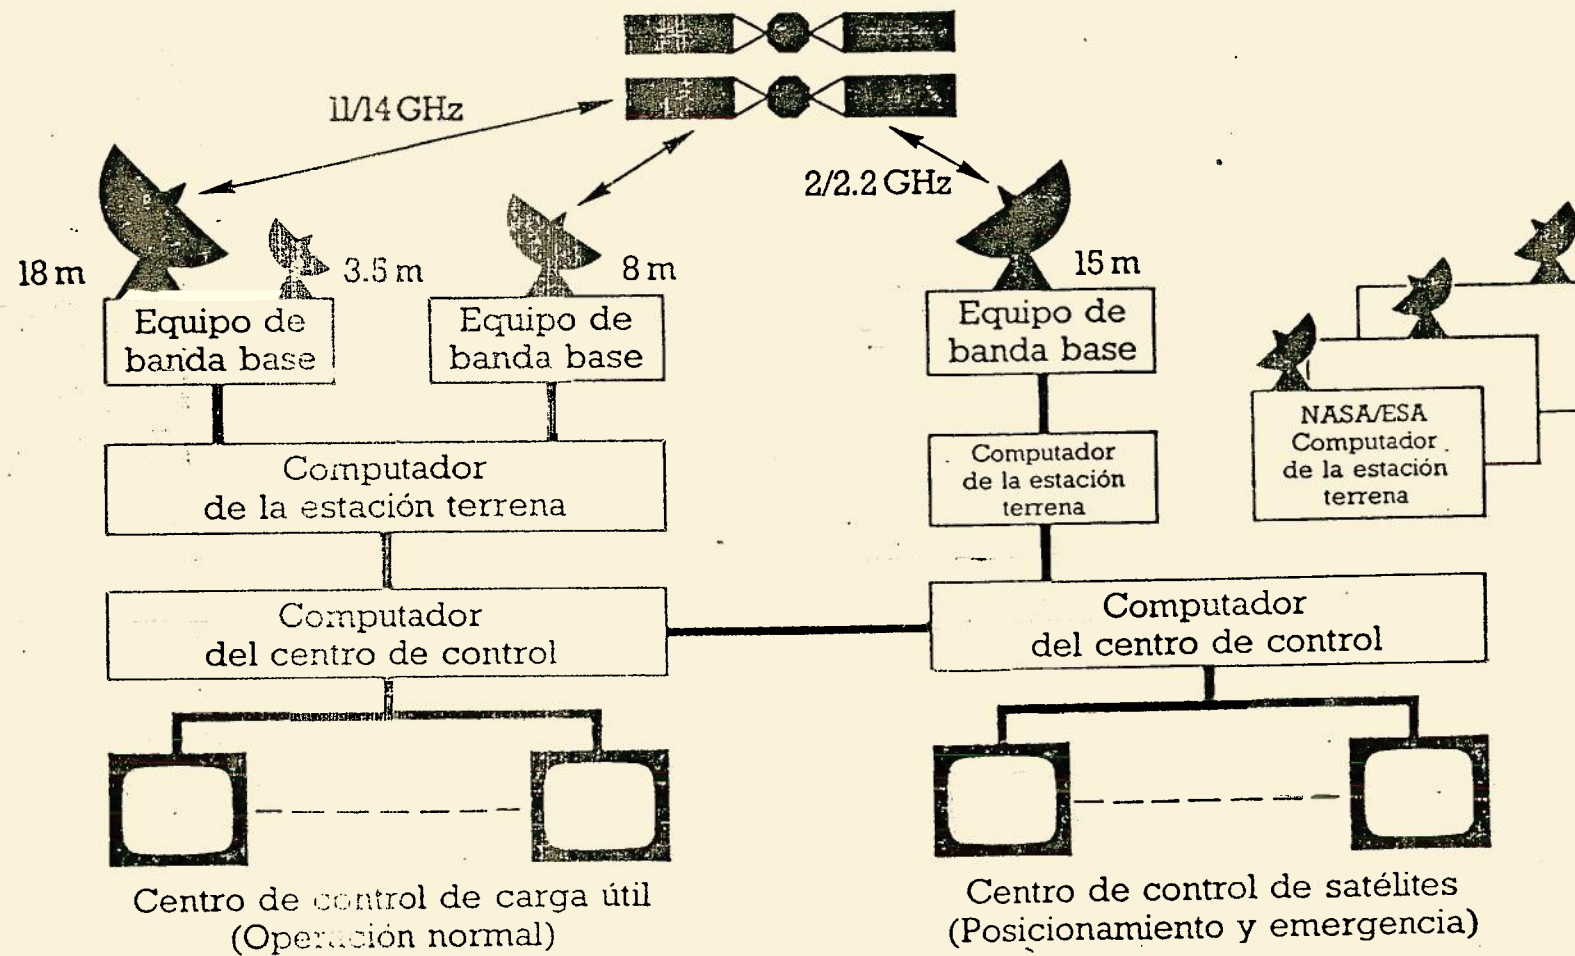 11/14 GHz
2/2.2 GHz
18 m
3.5 m
8 m
15 m
Equipo de
banda base
Equipo de
banda base
Equipo de
banda base
NASA/ESA
Computador
de la estación
terrena
Computador
de la estación terrena
Computador
de la estación
terrena
Computador
del centro de control
Computador
del centro de control
Centro de control de carga útil
(Operación normal)
Centro de control de satélites
(Posicionamiento y emergencia)